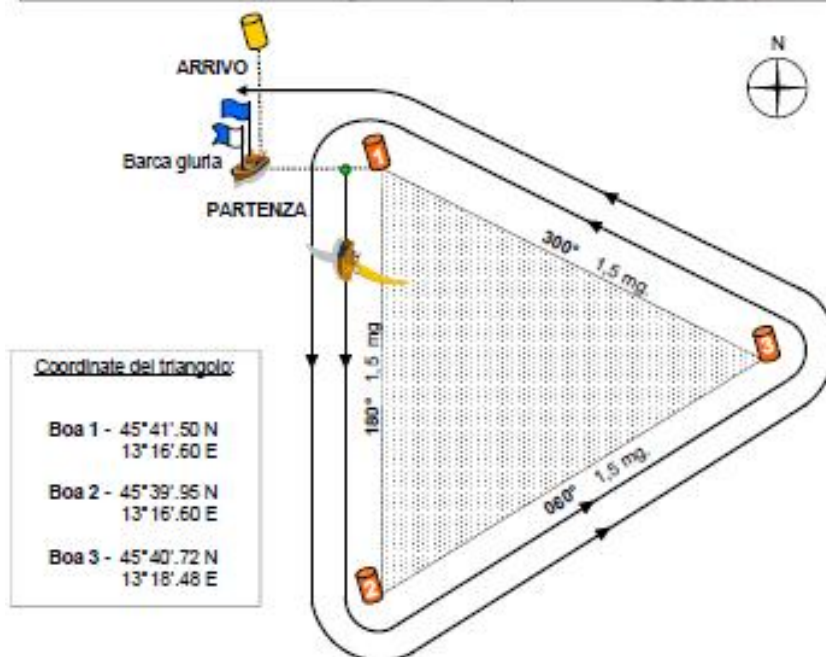 ARRIVO
N
Barca giuria
PARTENZA
1
300° 1,5 mg.
3
180° 1,5 mg
060° 1,5 mg.
2
Coordinate del triangolo:
Boa 1 - 45°41'.50 N
13°16'.60 E
Boa 2 - 45°39'.95 N
13°16'.60 E
Boa 3 - 45°40'.72 N
13°18'.48 E